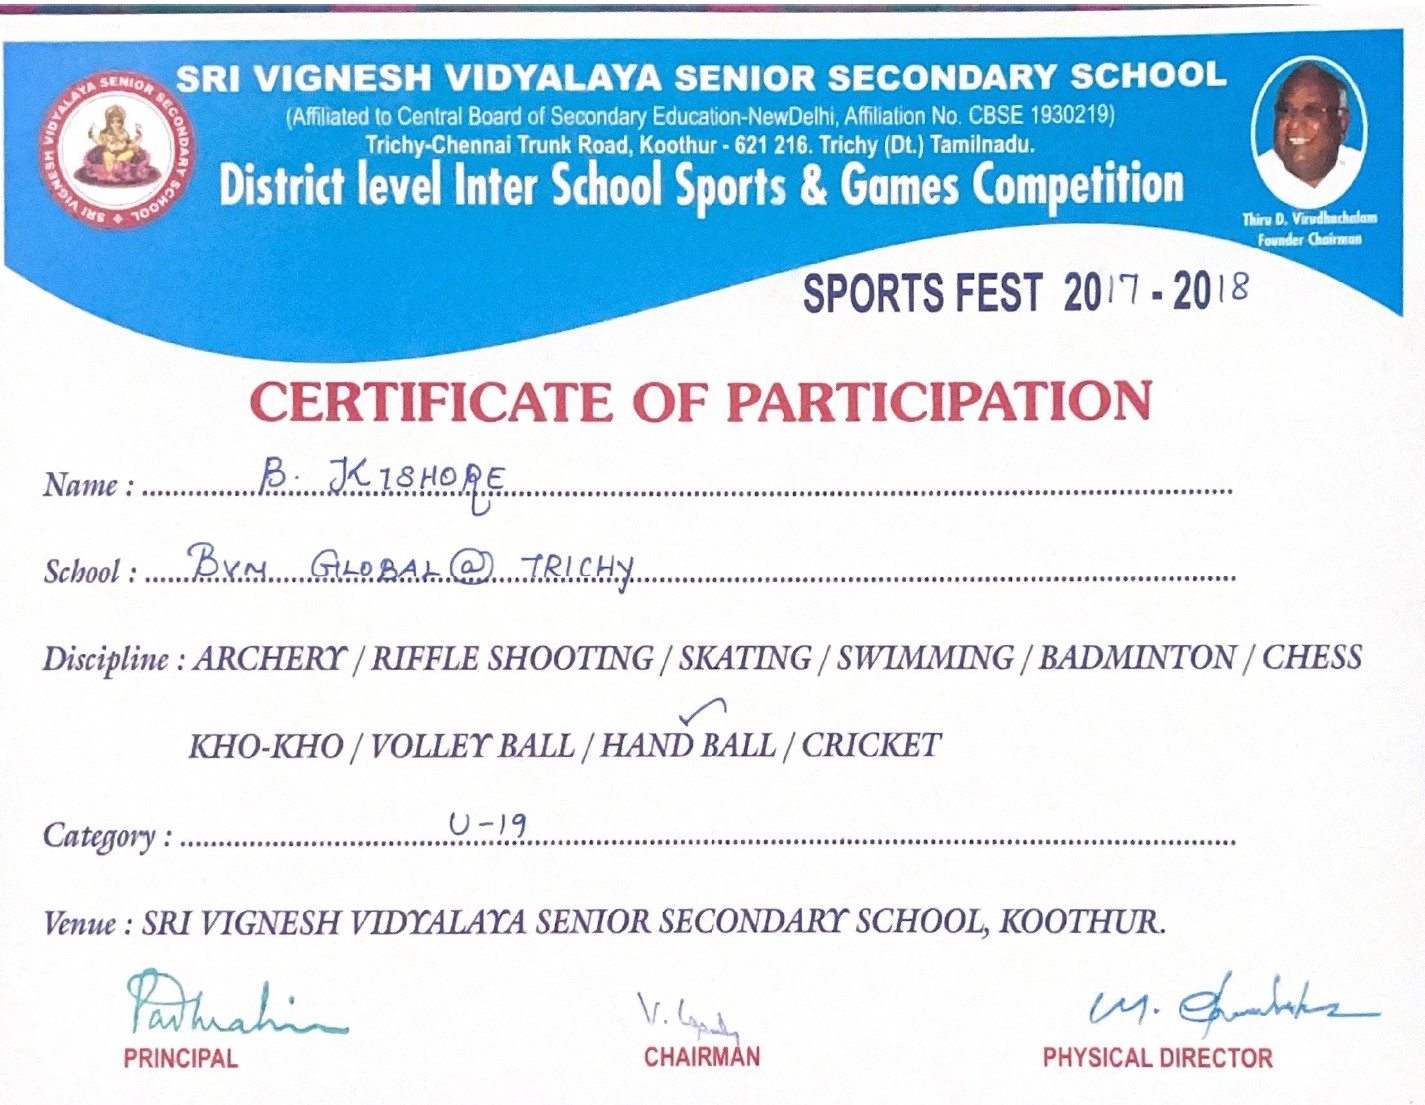 SRI VIGNESH VIDYALAYA SENIOR SECONDARY SCHOOL
SRI VIGNESH VIDYALAYA SENIOR SECONDARY SCHOOL
(Affiliated to Central Board of Secondary Education-NewDelhi, Affiliation No. CBSE 1930219)
Trichy-Chennai Trunk Road, Koothur - 621 216. Trichy (Dt.) Tamilnadu.
District level Inter School Sports & Games Competition
Thiru D. Virudhachalam
Founder Chairman
SPORTS FEST 2017 - 2018
CERTIFICATE OF PARTICIPATION
Name : B. KISHORE
School : BVM GLOBAL @ TRICHY
Discipline : ARCHERY / RIFFLE SHOOTING / SKATING / SWIMMING / BADMINTON / CHESS
KHO-KHO / VOLLEY BALL / HAND BALL / CRICKET
Category : U-19
Venue : SRI VIGNESH VIDYALAYA SENIOR SECONDARY SCHOOL, KOOTHUR.
PRINCIPAL
CHAIRMAN
PHYSICAL DIRECTOR